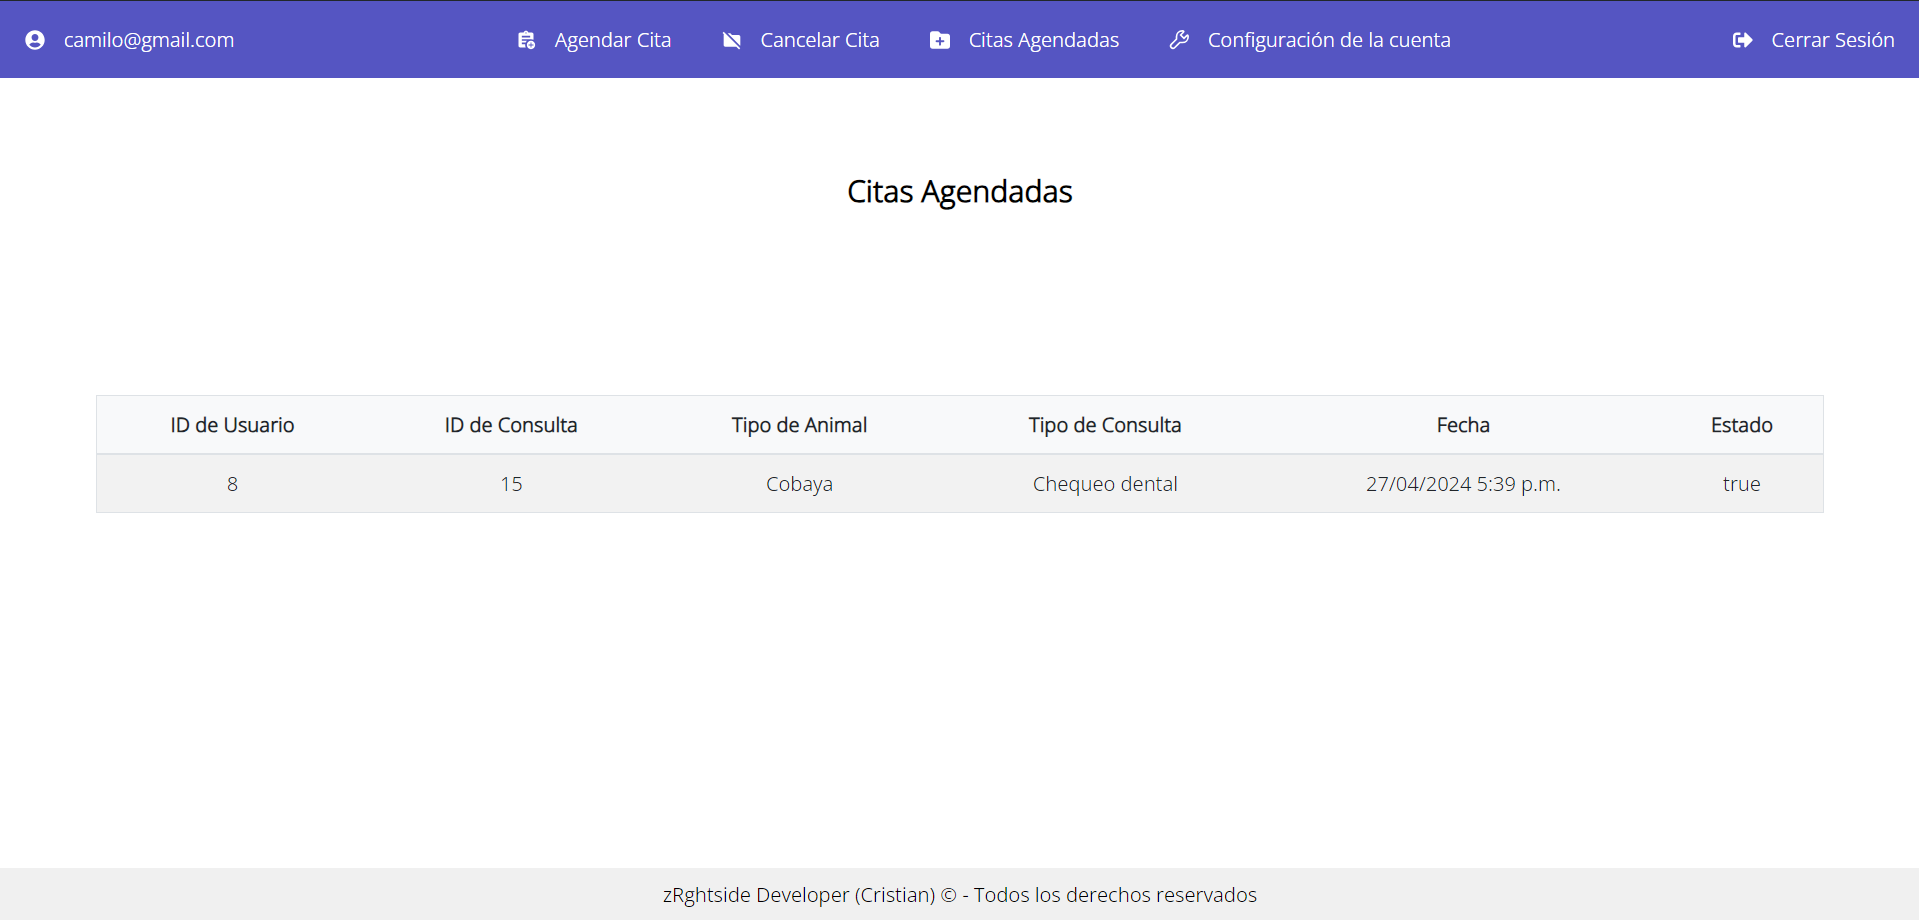 camilo@gmail.com Agendar Cita Cancelar Cita Citas Agendadas Configuración de la cuenta Cerrar Sesión
Citas Agendadas
ID de Usuario ID de Consulta Tipo de Animal Tipo de Consulta Fecha Estado
8 15 Cobaya Chequeo dental 27/04/2024 5:39 p.m. true
zRghtside Developer (Cristian) © - Todos los derechos reservados